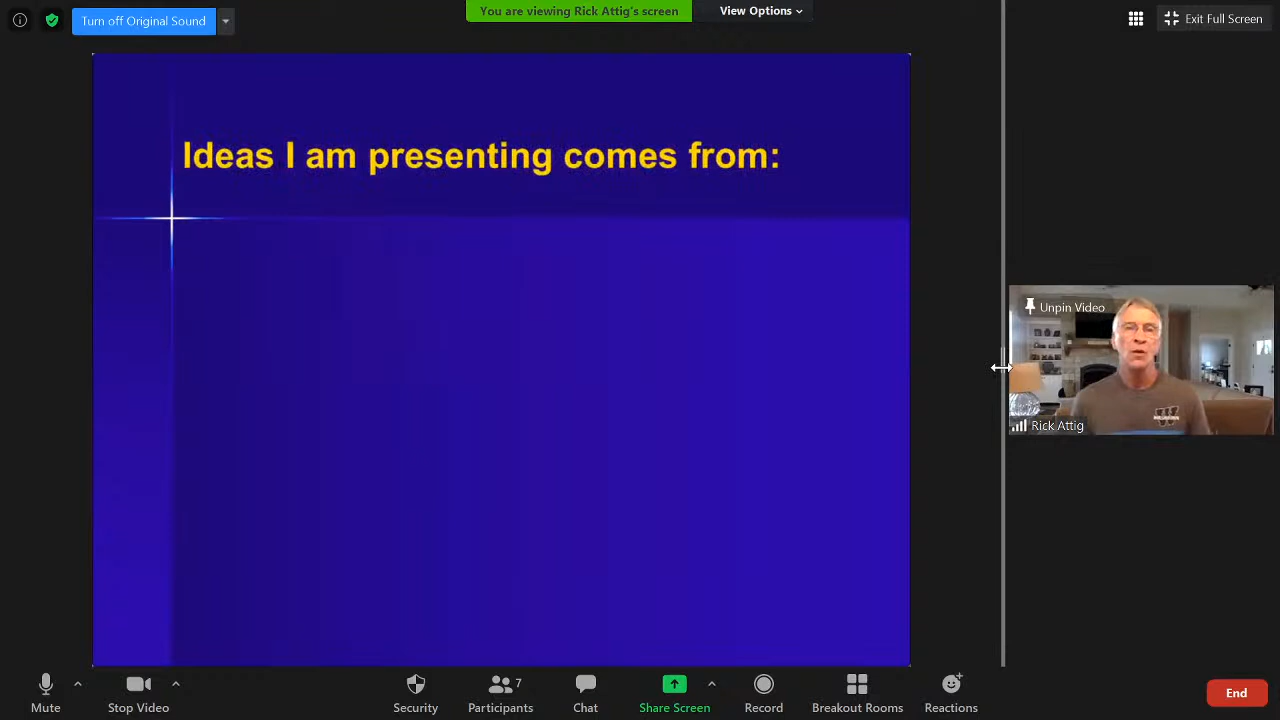 Turn off Original Sound
You are viewing Rick Attig's screen
View Options
Exit Full Screen
Ideas I am presenting comes from:
Unpin Video
W
Rick Attig
Mute
Stop Video
Security
Participants
7
Chat
Share Screen
Record
Breakout Rooms
Reactions
End